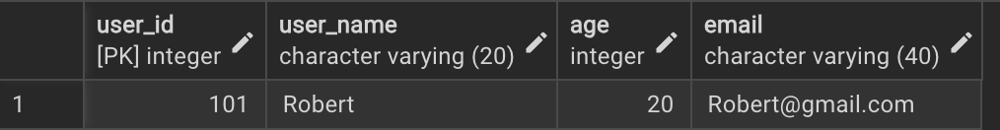 user_id user_name age email
[PK] integer character varying (20) integer character varying (40)
1 101 Robert 20 Robert@gmail.com